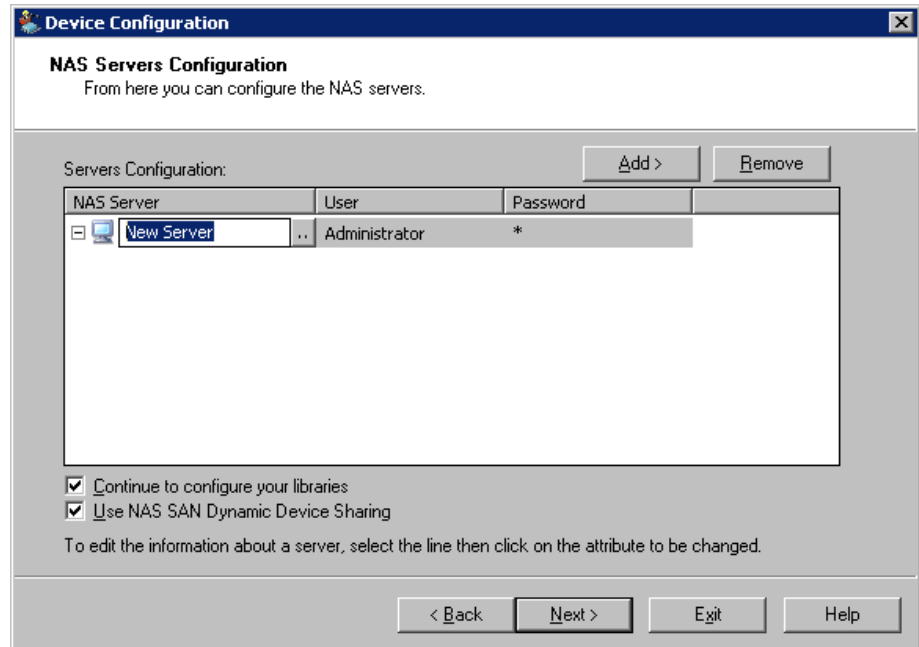 Device Configuration
NAS Servers Configuration
From here you can configure the NAS servers.
Servers Configuration:
Add >
Remove
NAS Server User Password
New Server .. Administrator *
Continue to configure your libraries
Use NAS SAN Dynamic Device Sharing
To edit the information about a server, select the line then click on the attribute to be changed.
< Back Next > Exit Help